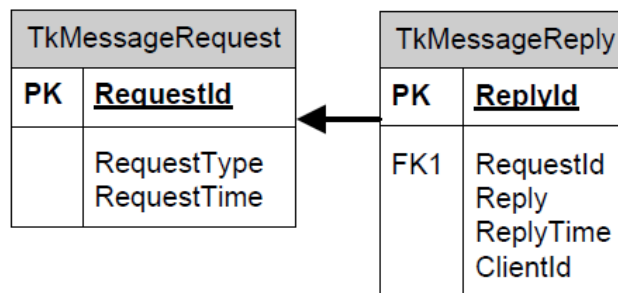 TkMessageRequest
PK RequestId
RequestType
RequestTime
TkMessageReply
PK ReplyId
FK1 RequestId
Reply
ReplyTime
ClientId